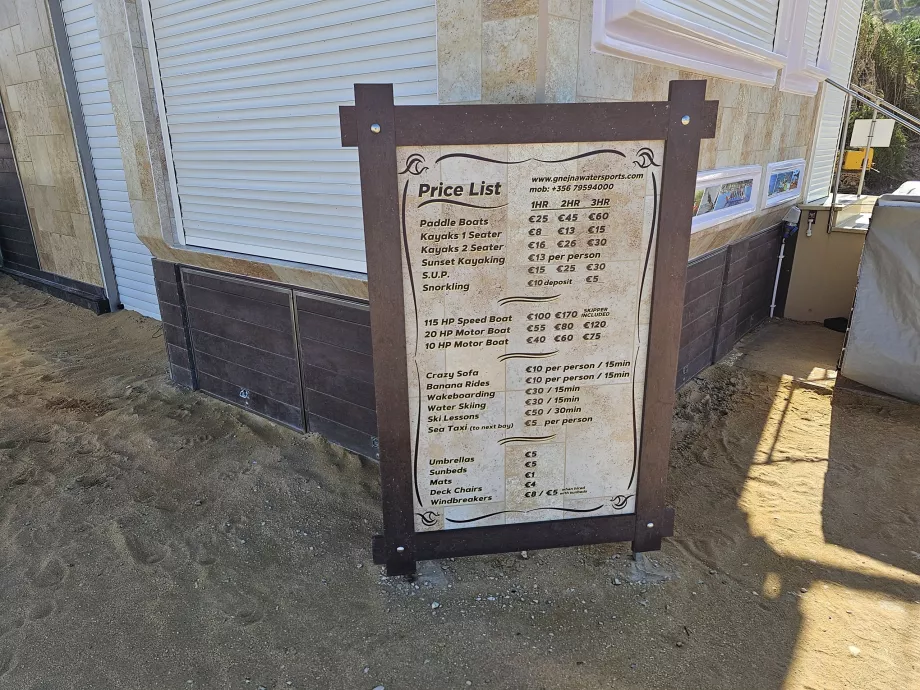 Price List
www.gnejnawatersports.com
mob: +356 79594000
1HR 2HR 3HR
Paddle Boats €25 €45 €60
Kayaks 1 Seater €8 €13 €15
Kayaks 2 Seater €16 €26 €30
Sunset Kayaking €13 per person
S.U.P. €15 €25 €30
Snorkling €10 deposit €5
115 HP Speed Boat €100 €170 SKIPPER INCLUDED
20 HP Motor Boat €55 €80 €120
10 HP Motor Boat €40 €60 €75
Crazy Sofa €10 per person / 15min
Banana Rides €10 per person / 15min
Wakeboarding €30 / 15min
Water Skiing €30 / 15min
Ski Lessons €50 / 30min
Sea Taxi (to next bay) €5 per person
Umbrellas €5
Sunbeds €5
Mats €1
Deck Chairs €4
Windbreakers €8 / €5 when hired with sunbeds